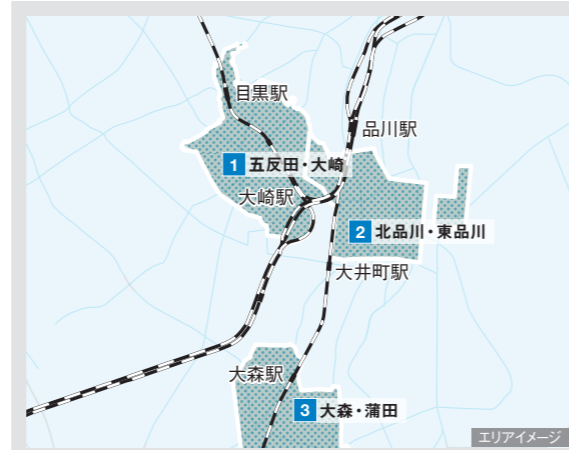 目黒駅
品川駅
1 五反田・大崎
大崎駅
2 北品川・東品川
大井町駅
大森駅
3 大森・蒲田
エリアイメージ